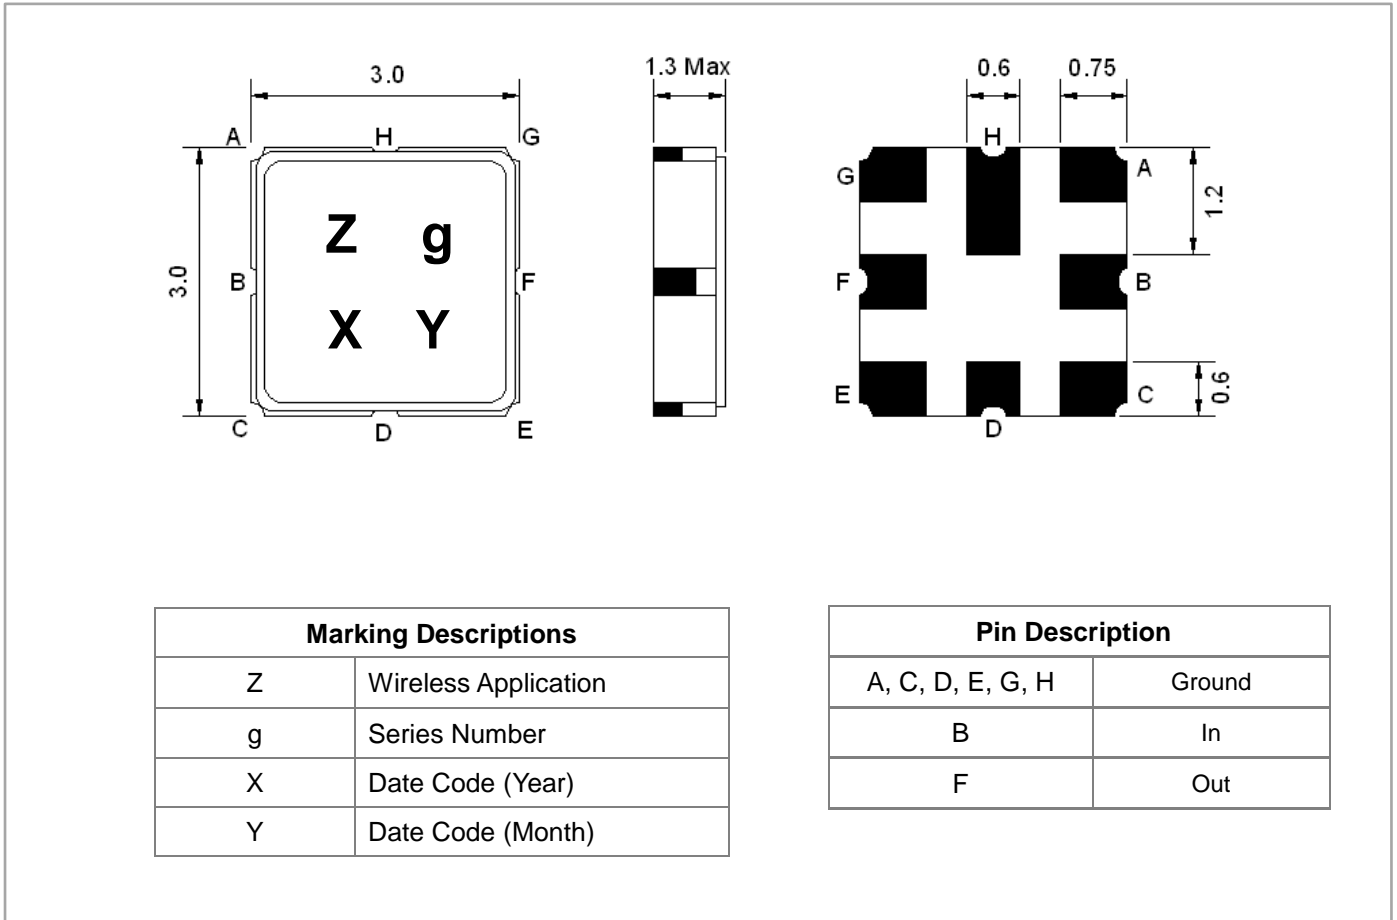 3.0
1.3 Max
0.6 0.75
A H G
H
G A
1.2
Z g
3.0
B F
F B
X Y
E C
0.6
C D E
D
Marking Descriptions
Z Wireless Application
g Series Number
X Date Code (Year)
Y Date Code (Month)
Pin Description
A, C, D, E, G, H Ground
B In
F Out